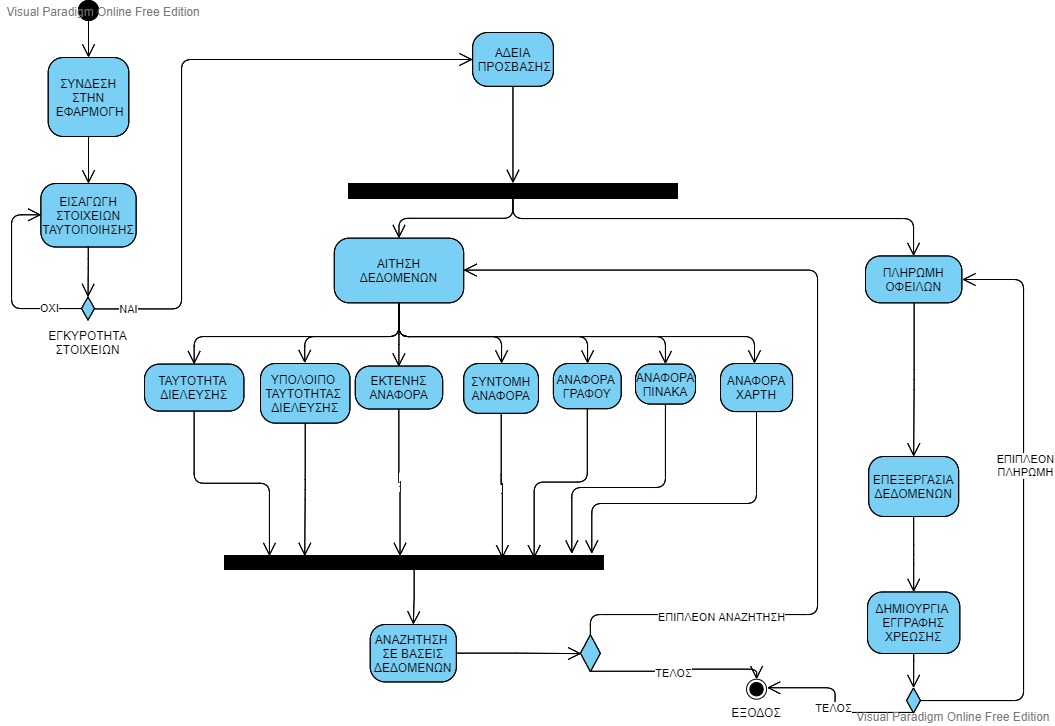 Visual Paradigm Online Free Edition
ΣΥΝΔΕΣΗ
ΣΤΗΝ
ΕΦΑΡΜΟΓΗ
ΑΔΕΙΑ
ΠΡΟΣΒΑΣΗΣ
ΕΙΣΑΓΩΓΗ
ΣΤΟΙΧΕΙΩΝ
ΤΑΥΤΟΠΟΙΗΣΗΣ
ΟΧΙ
ΝΑΙ
ΕΓΚΥΡΟΤΗΤΑ
ΣΤΟΙΧΕΙΩΝ
ΑΙΤΗΣΗ
ΔΕΔΟΜΕΝΩΝ
ΠΛΗΡΩΜΗ
ΟΦΕΙΛΩΝ
ΤΑΥΤΟΤΗΤΑ
ΔΙΕΛΕΥΣΗΣ
ΥΠΟΛΟΙΠΟ
ΤΑΥΤΟΤΗΤΑΣ
ΔΙΕΛΕΥΣΗΣ
ΕΚΤΕΝΗΣ
ΑΝΑΦΟΡΑ
ΣΥΝΤΟΜΗ
ΑΝΑΦΟΡΑ
ΑΝΑΦΟΡΑ
ΓΡΑΦΟΥ
ΑΝΑΦΟΡΑ
ΠΙΝΑΚΑ
ΑΝΑΦΟΡΑ
ΧΑΡΤΗ
ΕΠΙΠΛΕΟΝ
ΠΛΗΡΩΜΗ
ΕΠΕΞΕΡΓΑΣΙΑ
ΔΕΔΟΜΕΝΩΝ
ΔΗΜΙΟΥΡΓΙΑ
ΕΓΓΡΑΦΗΣ
ΧΡΕΩΣΗΣ
ΕΠΙΠΛΕΟΝ ΑΝΑΖΗΤΗΣΗ
ΑΝΑΖΗΤΗΣΗ
ΣΕ ΒΑΣΕΙΣ
ΔΕΔΟΜΕΝΩΝ
ΤΕΛΟΣ
ΕΞΟΔΟΣ
ΤΕΛΟΣ
Visual Paradigm Online Free Edition